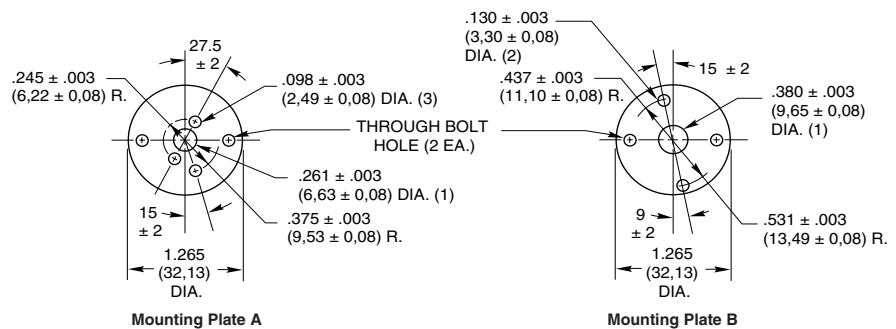 27.5
± 2
.245 ± .003
(6,22 ± 0,08) R.
.098 ± .003
(2,49 ± 0,08) DIA. (3)
THROUGH BOLT
HOLE (2 EA.)
.261 ± .003
(6,63 ± 0,08) DIA. (1)
15
± 2
.375 ± .003
(9,53 ± 0,08) R.
1.265
(32,13)
DIA.
Mounting Plate A
.130 ± .003
(3,30 ± 0,08)
DIA. (2)
15 ± 2
.437 ± .003
(11,10 ± 0,08) R.
.380 ± .003
(9,65 ± 0,08)
DIA. (1)
9
± 2
.531 ± .003
(13,49 ± 0,08) R.
1.265
(32,13)
DIA.
Mounting Plate B